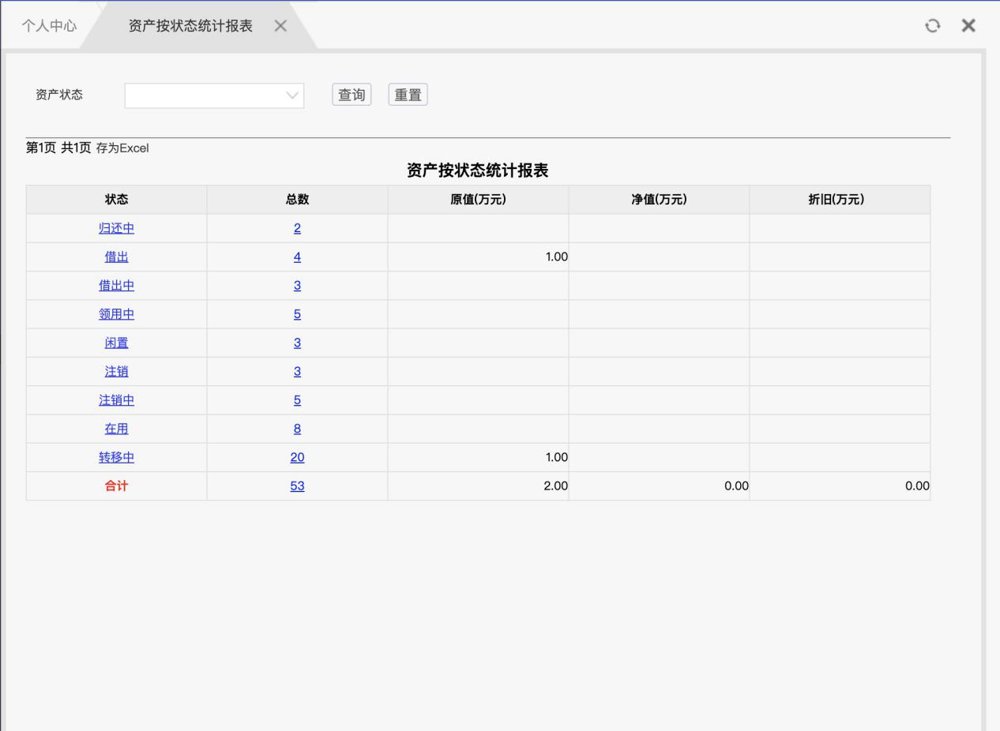 个人中心 资产按状态统计报表
资产状态 查询 重置
第1页 共1页 存为Excel
资产按状态统计报表
状态 总数 原值(万元) 净值(万元) 折旧(万元)
归还中 2
借出 4 1.00
借出中 3
领用中 5
闲置 3
注销 3
注销中 5
在用 8
转移中 20 1.00
合计 53 2.00 0.00 0.00